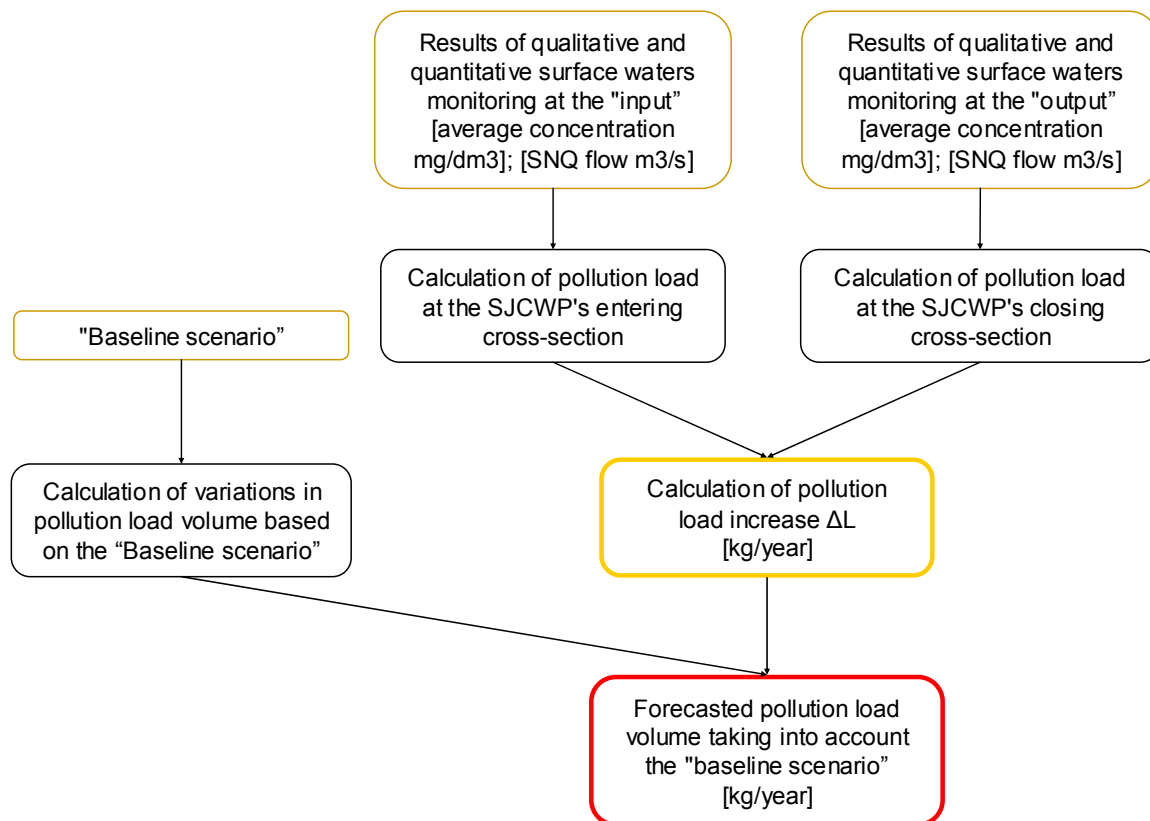 Results of qualitative and
quantitative surface waters
monitoring at the "input”
[average concentration
mg/dm3]; [SNQ flow m3/s]
Results of qualitative and
quantitative surface waters
monitoring at the "output”
[average concentration
mg/dm3]; [SNQ flow m3/s]
Calculation of pollution load
at the SJCWP's entering
cross-section
Calculation of pollution load
at the SJCWP's closing
cross-section
"Baseline scenario”
Calculation of variations in
pollution load volume based
on the “Baseline scenario”
Calculation of pollution
load increase ΔL
[kg/year]
Forecasted pollution load
volume taking into account
the "baseline scenario”
[kg/year]